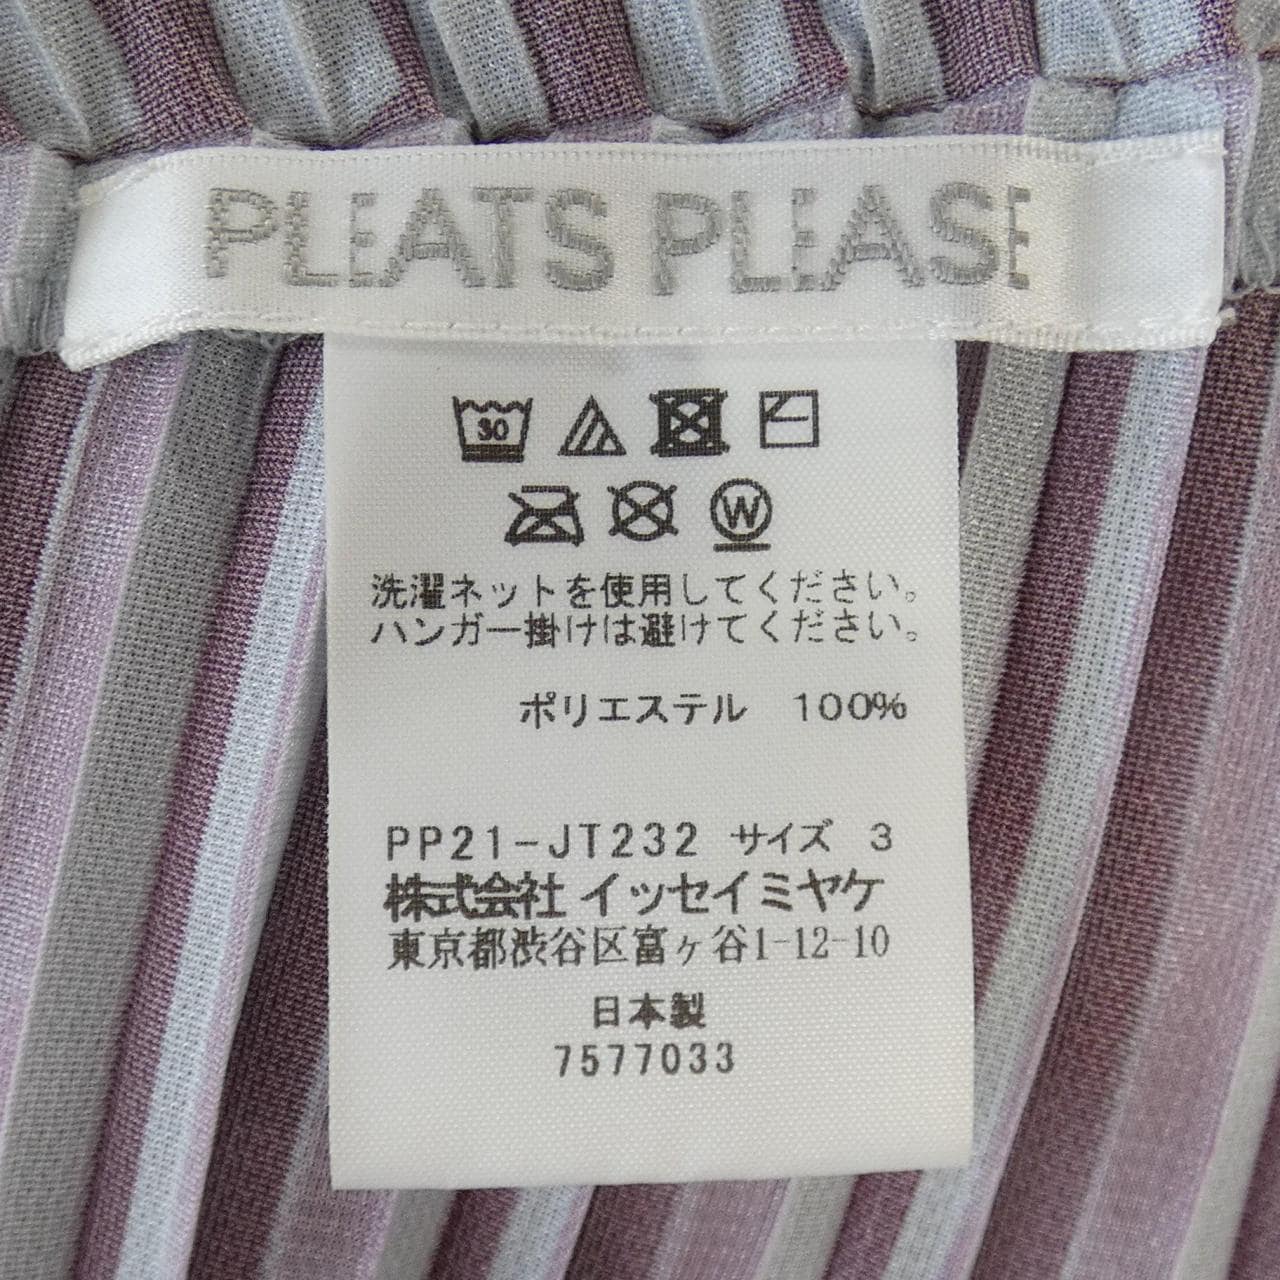 PLEATS PLEASE
30
W
洗濯ネットを使用してください。
ハンガー掛けは避けてください。
ポリエステル 100%
PP21-JT232 サイズ 3
株式会社 イッセイミヤケ
東京都渋谷区富ヶ谷1-12-10
日本製
7577033